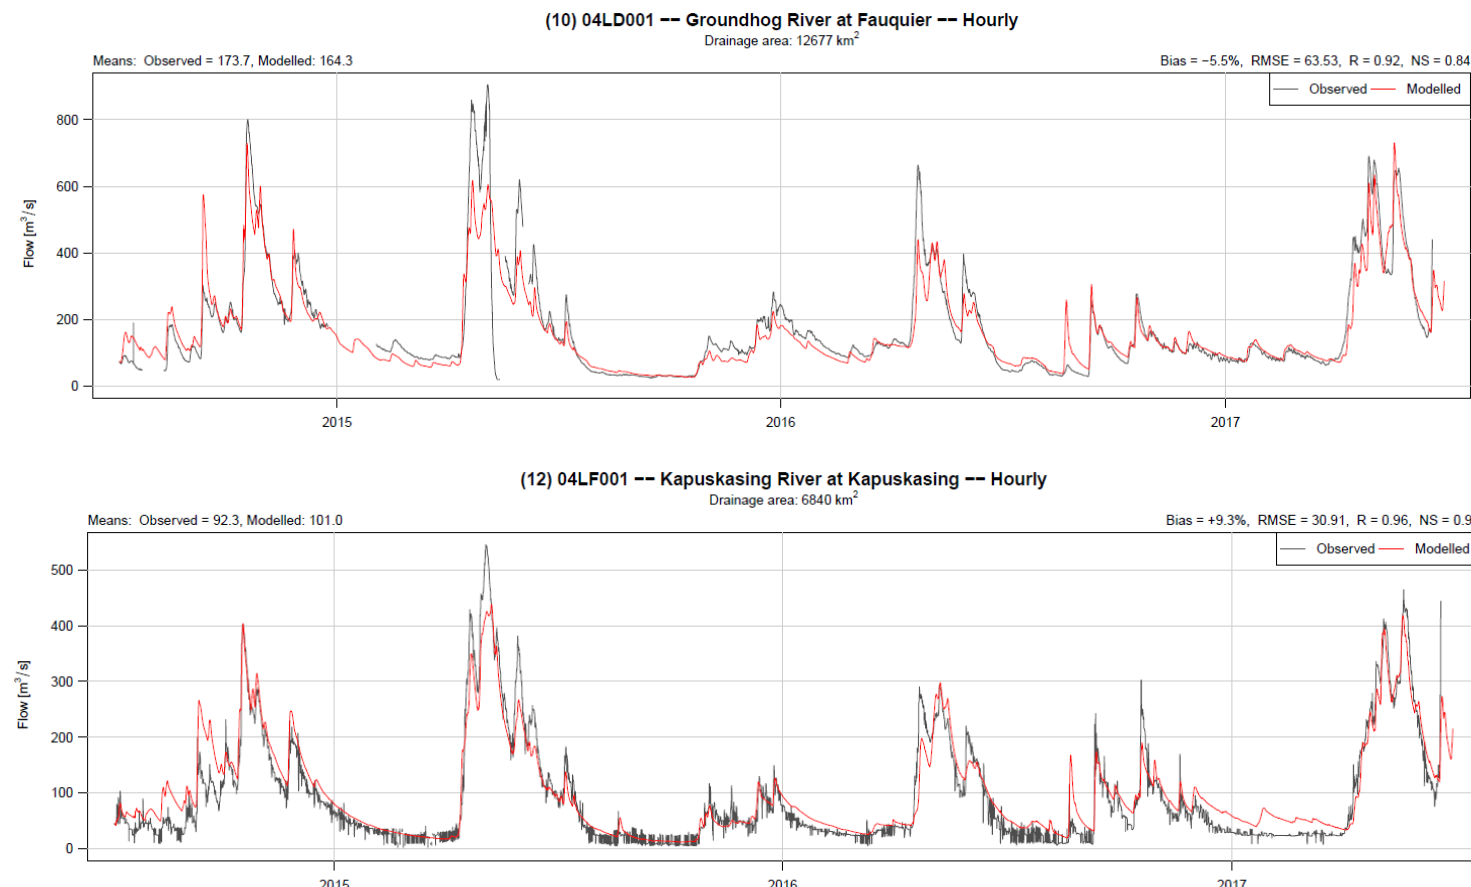 (10) 04LD001 −− Groundhog River at Fauquier −− Hourly
Drainage area: 12677 km²
Means: Observed = 173.7, Modelled: 164.3
Bias = −5.5%, RMSE = 63.53, R = 0.92, NS = 0.84
Observed
Modelled
800
600
400
200
0
Flow [m³/s]
2015
2016
2017
(12) 04LF001 −− Kapuskasing River at Kapuskasing −− Hourly
Drainage area: 6840 km²
Means: Observed = 92.3, Modelled: 101.0
Bias = +9.3%, RMSE = 30.91, R = 0.96, NS = 0.9
Observed
Modelled
500
400
300
200
100
0
Flow [m³/s]
2015
2016
2017